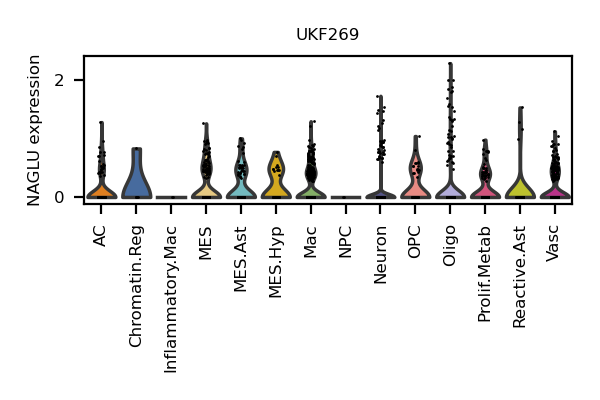 UKF269
NAGLU expression
2
0
AC
Chromatin.Reg
Inflammatory.Mac
MES
MES.Ast
MES.Hyp
Mac
NPC
Neuron
OPC
Oligo
Prolif.Metab
Reactive.Ast
Vasc